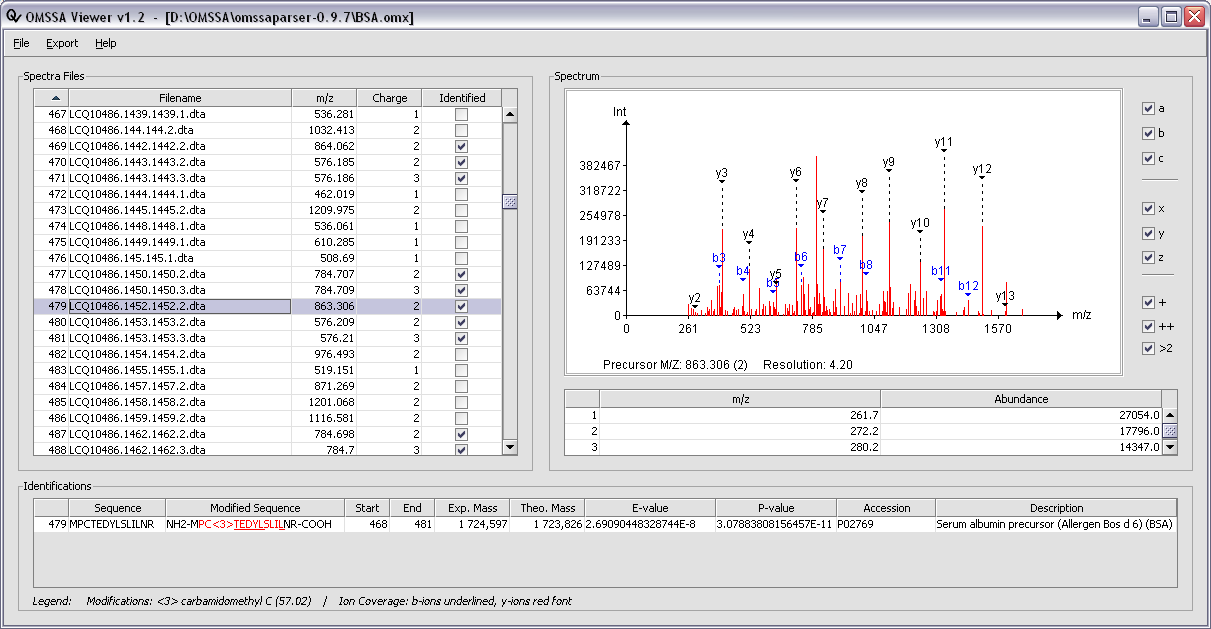 OMSSA Viewer v1.2 - [D:\OMSSA\omssaparser-0.9.7\BSA.omx]
File Export Help
Spectra Files
Filename m/z Charge Identified
467 LCQ10486.1439.1439.1.dta 536.281 1
468 LCQ10486.144.144.2.dta 1032.413 2
469 LCQ10486.1442.1442.2.dta 864.062 2
470 LCQ10486.1443.1443.2.dta 576.185 2
471 LCQ10486.1443.1443.3.dta 576.186 3
472 LCQ10486.1444.1444.1.dta 462.019 1
473 LCQ10486.1445.1445.2.dta 1209.975 2
474 LCQ10486.1448.1448.1.dta 536.061 1
475 LCQ10486.1449.1449.1.dta 610.285 1
476 LCQ10486.145.145.1.dta 508.69 1
477 LCQ10486.1450.1450.2.dta 784.707 2
478 LCQ10486.1450.1450.3.dta 784.709 3
479 LCQ10486.1452.1452.2.dta 863.306 2
480 LCQ10486.1453.1453.2.dta 576.209 2
481 LCQ10486.1453.1453.3.dta 576.21 3
482 LCQ10486.1454.1454.2.dta 976.493 2
483 LCQ10486.1455.1455.1.dta 519.151 1
484 LCQ10486.1457.1457.2.dta 871.269 2
485 LCQ10486.1458.1458.2.dta 1201.068 2
486 LCQ10486.1459.1459.2.dta 1116.581 2
487 LCQ10486.1462.1462.2.dta 784.698 2
488 LCQ10486.1462.1462.3.dta 784.7 3
Spectrum
Int
382467
318722
254978
191233
127489
63744
0
0 261 523 785 1047 1308 1570
m/z
y2
b3
y3
b4
y4
b5
y5
y6
b6
y7
b7
y8
b8
y9
y10
b11
y11
b12
y12
y13
Precursor M/Z: 863.306 (2) Resolution: 4.20
a
b
c
x
y
z
+
++
>2
m/z Abundance
1 261.7 27054.0
2 272.2 17796.0
3 280.2 14347.0
Identifications
Sequence Modified Sequence Start End Exp. Mass Theo. Mass E-value P-value Accession Description
479 MPCTEDYLSLILNR NH2-MPC<3>TEDYLSLILNR-COOH 468 481 1 724,597 1 723,826 2.69090448328744E-8 3.07883808156457E-11 P02769 Serum albumin precursor (Allergen Bos d 6) (BSA)
Legend: Modifications: <3> carbamidomethyl C (57.02) / Ion Coverage: b-ions underlined, y-ions red font